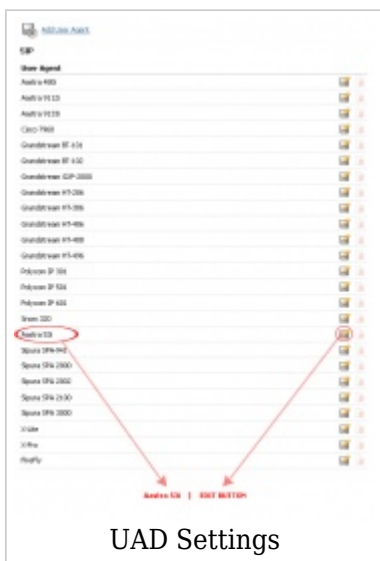 Add User Agent
SIP
User Agent
Aastra 480i
Aastra 9112i
Aastra 9133i
Cisco 7960
Grandstream BT-101
Grandstream BT-102
Grandstream GXP-2000
Grandstream HT-286
Grandstream HT-386
Grandstream HT-486
Grandstream HT-488
Grandstream HT-496
Polycom IP 301
Polycom IP 501
Polycom IP 601
Snom 320
Aastra 53i
Sipura SPA-941
Sipura SPA 2000
Sipura SPA 2002
Sipura SPA 2100
Sipura SPA 3000
X-Lite
X-Pro
Firefly
Aastra 53i | EDIT BUTTON
UAD Settings